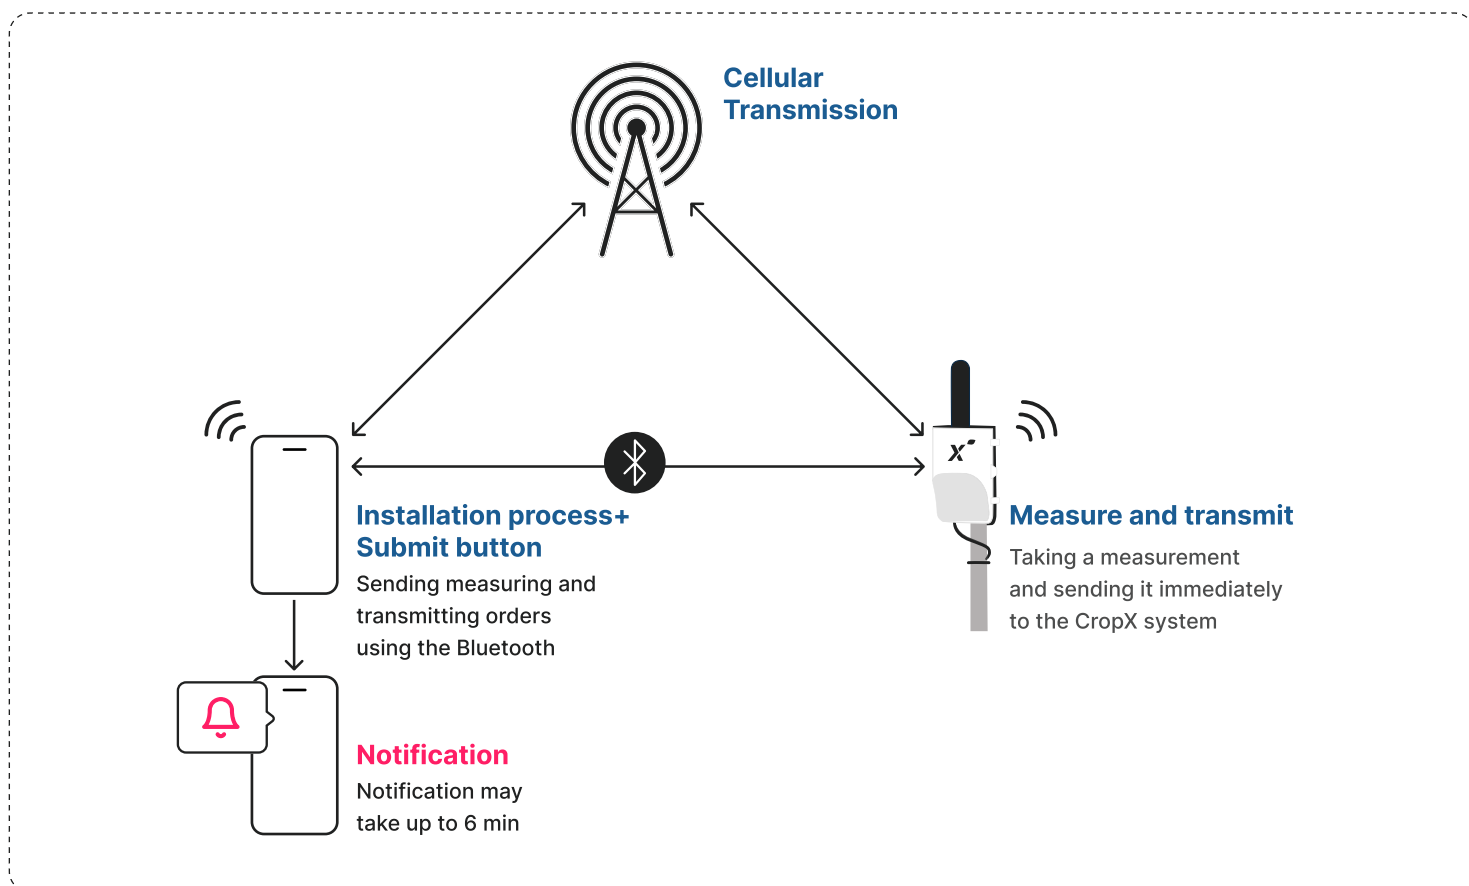 Cellular
Transmission
Installation process+
Submit button
Sending measuring and
transmitting orders
using the Bluetooth
Measure and transmit
Taking a measurement
and sending it immediately
to the CropX system
Notification
Notification may
take up to 6 min